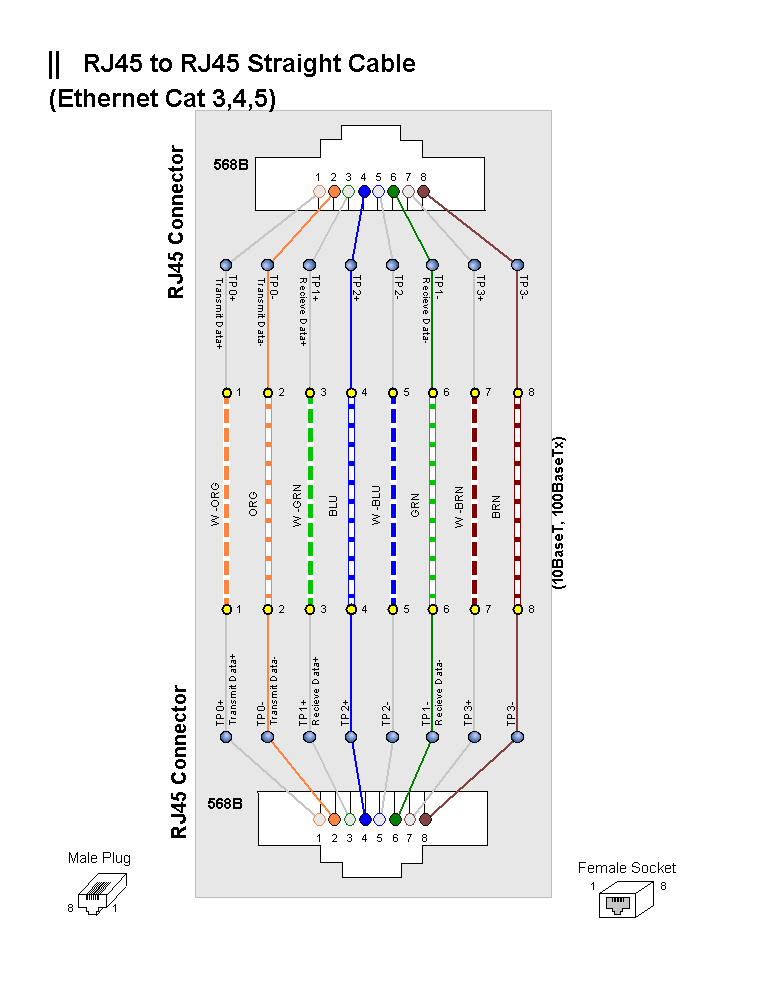 || RJ45 to RJ45 Straight Cable
(Ethernet Cat 3,4,5)
RJ45 Connector
568B
1 2 3 4 5 6 7 8
TP0+
Transmit Data+
TP0-
Transmit Data-
TP1+
Recieve Data+
TP2+
TP2-
TP1-
Recieve Data-
TP3+
TP3-
1 2 3 4 5 6 7 8
W -ORG
ORG
W -GRN
BLU
W -BLU
GRN
W -BRN
BRN
(10BaseT, 100BaseTx)
1 2 3 4 5 6 7 8
TP0+
Transmit Data+
TP0-
Transmit Data-
TP1+
Recieve Data+
TP2+
TP2-
TP1-
Recieve Data-
TP3+
TP3-
RJ45 Connector
568B
1 2 3 4 5 6 7 8
Male Plug
8 1
Female Socket
1 8